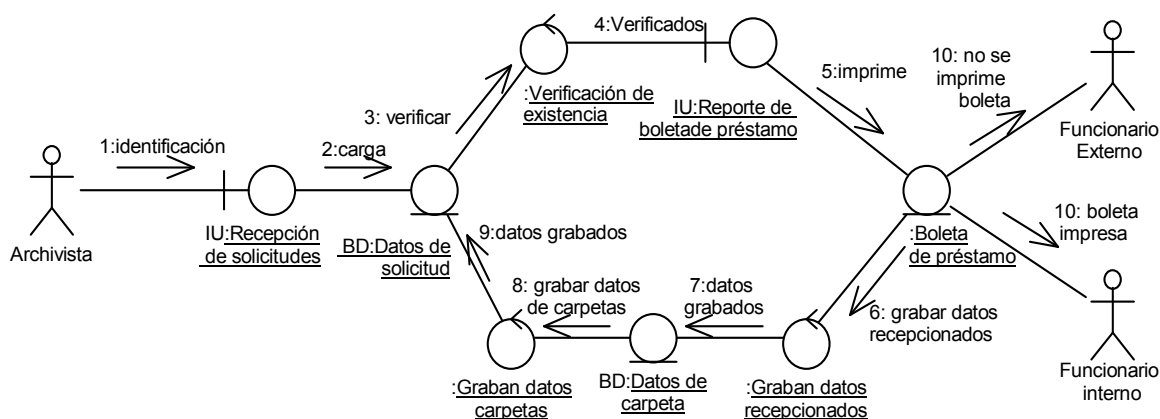 4:Verificados
5:imprime
10: no se
imprime
boleta
3: verificar
:Verificación de
existencia
IU:Reporte de
boletade préstamo
Funcionario
Externo
1:identificación
2:carga
Archivista
IU:Recepción
de solicitudes
BD:Datos de
solicitud
9:datos grabados
:Boleta
de préstamo
10: boleta
impresa
8: grabar datos
de carpetas
7:datos
grabados
6: grabar datos
recepcionados
:Graban datos
carpetas
BD:Datos de
carpeta
:Graban datos
recepcionados
Funcionario
interno